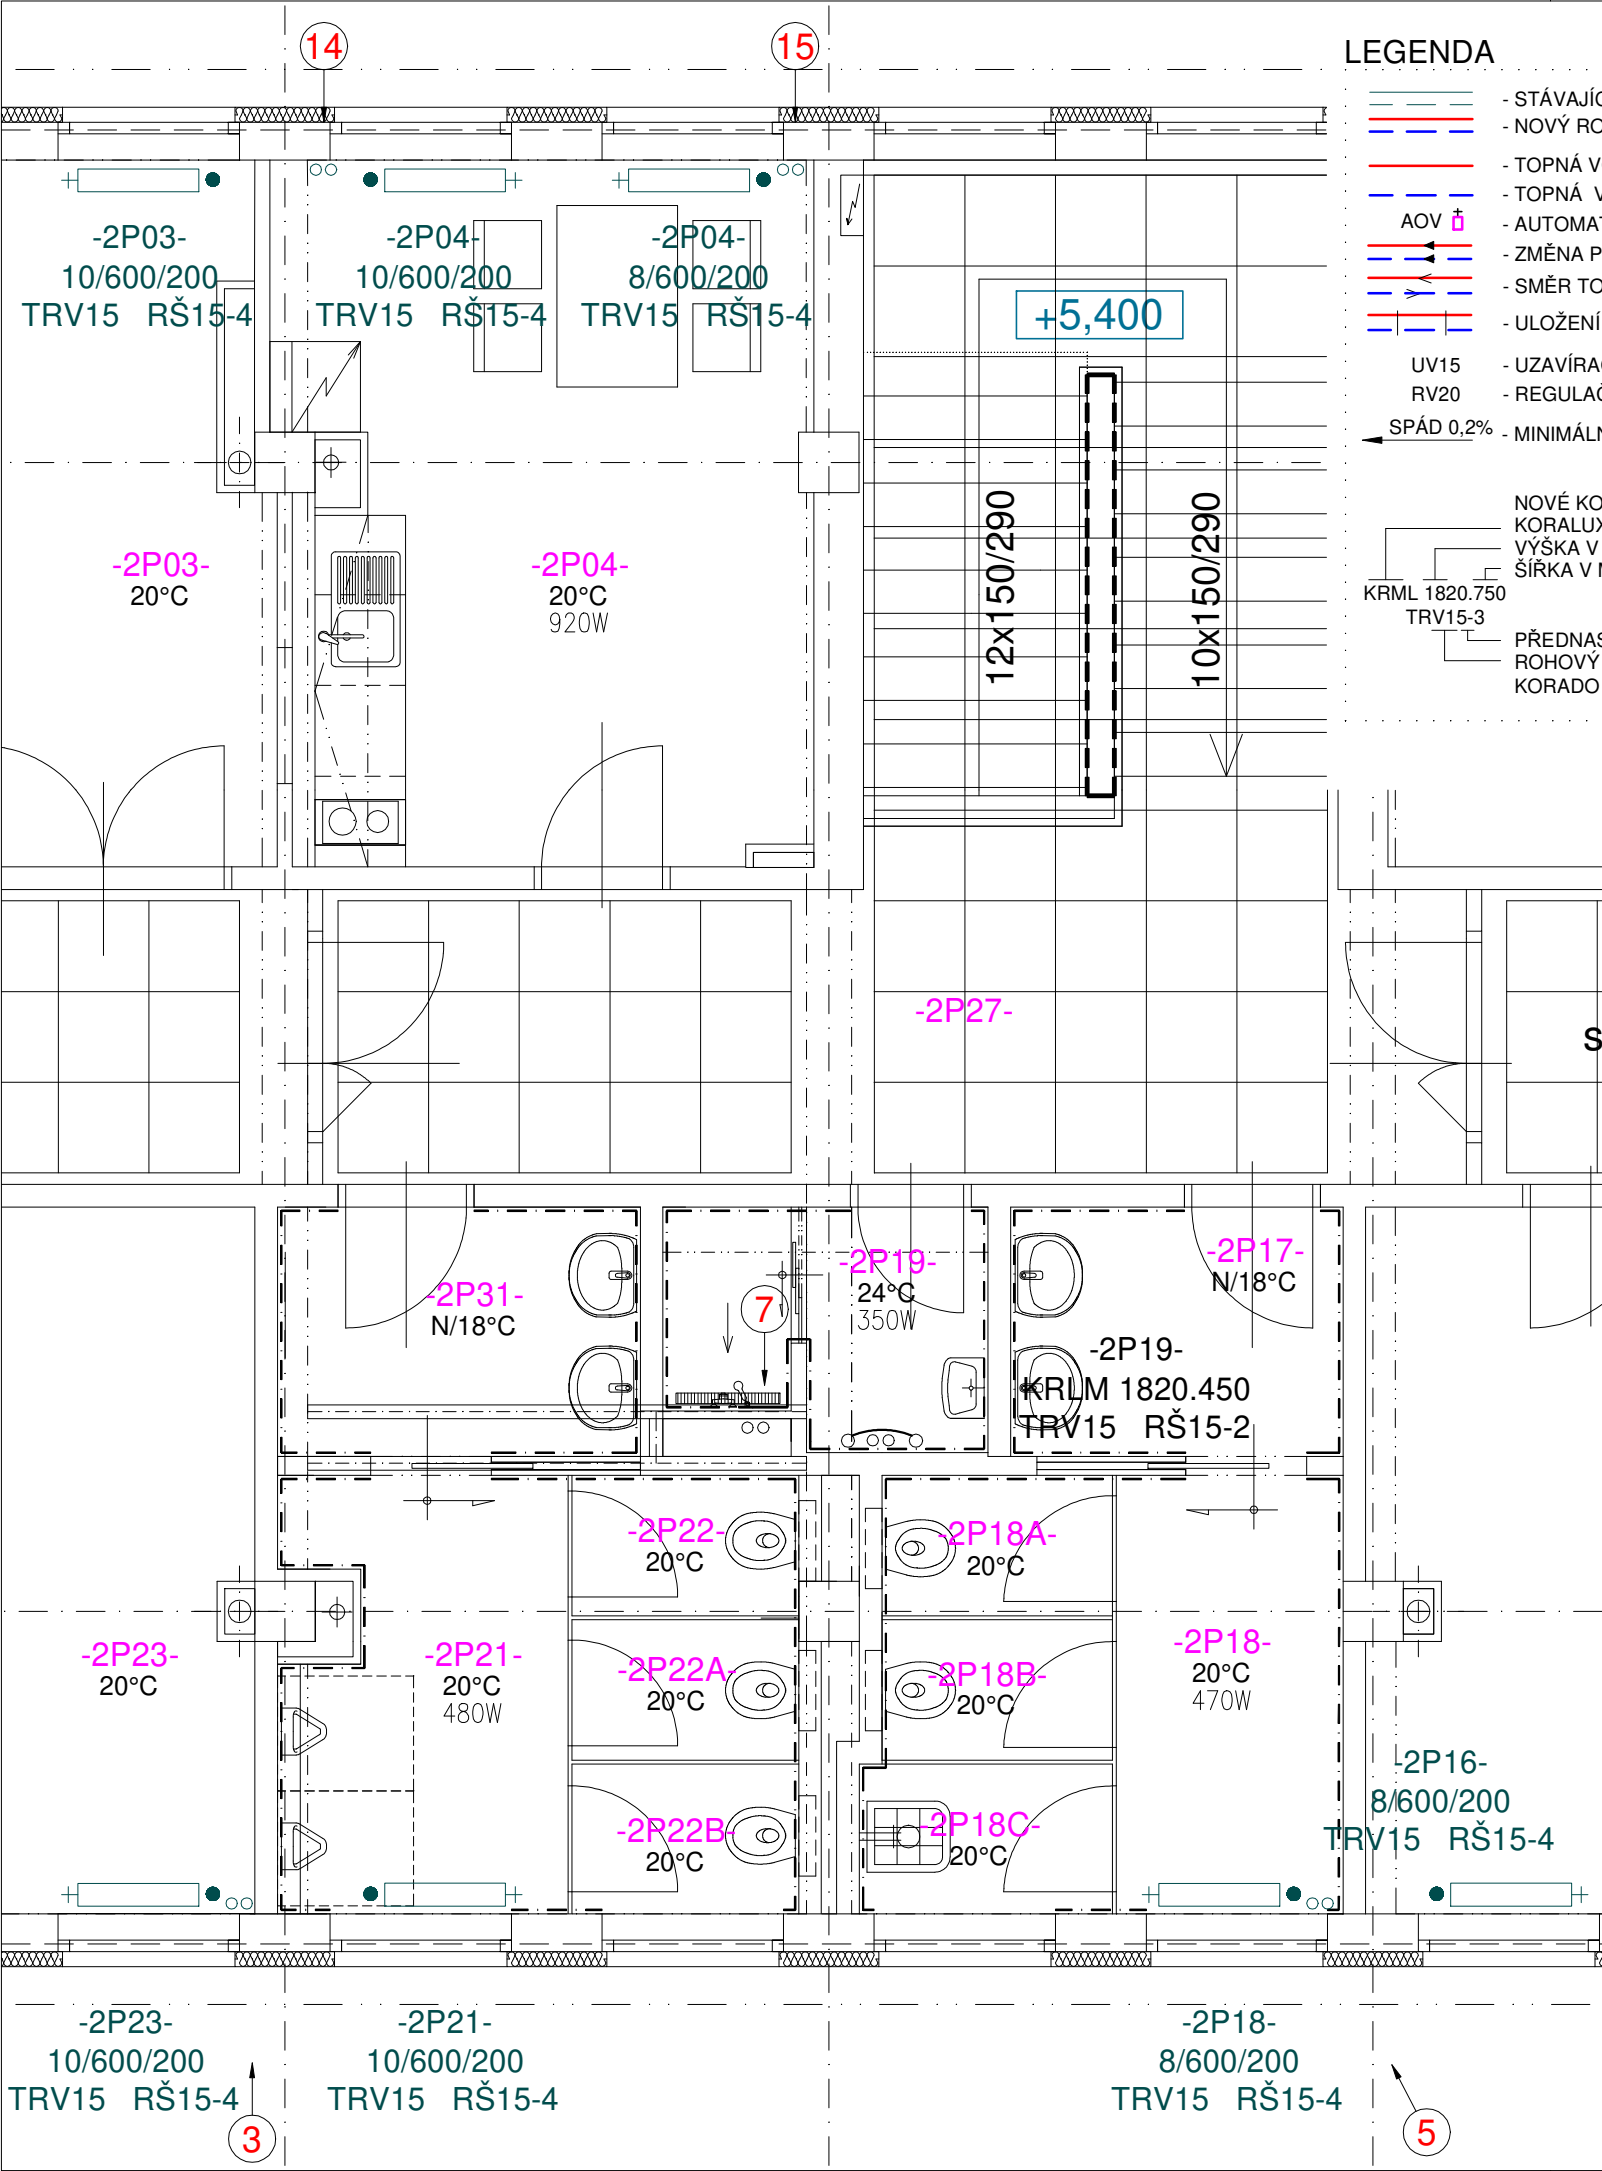 14
15
LEGENDA
- NOVÝ RO
- TOPNÁ V
- TOPNÁ V
AOV
- AUTOMAT
- ZMĚNA P
- SMĚR TO
- ULOŽENÍ
UV15
RV20
SPÁD 0,2%
- MINIMÁLN
NOVÉ KO
KORALUX
VÝŠKA V
ŠÍŘKA V
KRML 1820.750
TRV15-3
PŘEDNAS
ROHOVÝ
KORADO
-2P03-
10/600/200
TRV15 RŠ15-4
-2P04-
10/600/200
TRV15 RŠ15-4
-2P04-
8/600/200
TRV15 RŠ15-4
+5,400
12x150/290
10x150/290
-2P03-
20°C
-2P04-
20°C
920W
-2P27-
S
-2P31-
N/18°C
7
-2P19-
24°C
350W
-2P17-
N/18°C
-2P19-
KRLM 1820.450
TRV15 RŠ15-2
-2P22-
20°C
-2P18A-
20°C
-2P23-
20°C
-2P21-
20°C
480W
-2P22A-
20°C
-2P18B-
20°C
-2P18-
20°C
470W
-2P22B-
20°C
-2P18C-
20°C
-2P16-
8/600/200
TRV15 RŠ15-4
-2P23-
10/600/200
TRV15 RŠ15-4
-2P21-
10/600/200
TRV15 RŠ15-4
-2P18-
8/600/200
TRV15 RŠ15-4
3
5